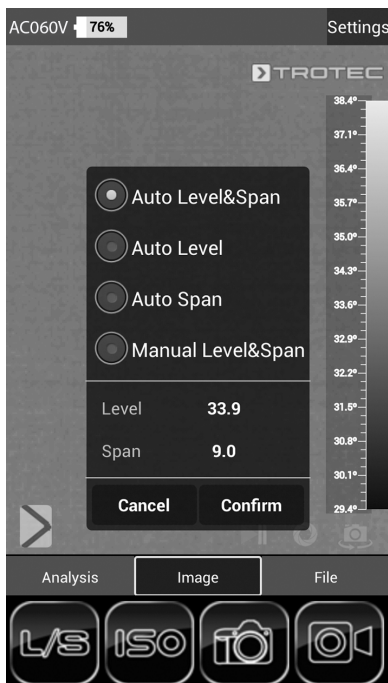 AC060V 76% Settings
TROTEC
38.4°
37.1°
36.4°
Auto Level&Span
35.7°
Auto Level
35.0°
34.3°
Auto Span
33.6°
Manual Level&Span
32.9°
32.2°
Level 33.9
31.5°
30.8°
Span 9.0
30.1°
Cancel Confirm
29.4°
Analysis Image File
L/S ISO